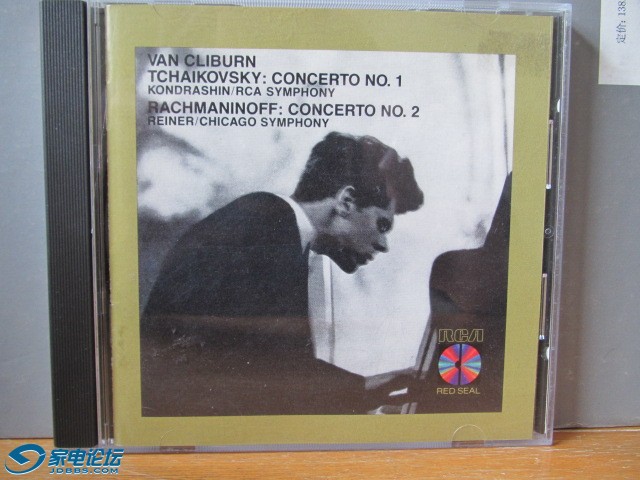 VAN CLIBURN
TCHAIKOVSKY: CONCERTO NO. 1
KONDRASHIN/RCA SYMPHONY
RACHMANINOFF: CONCERTO NO. 2
REINER/CHICAGO SYMPHONY
RCA
RED SEAL
定价: 138
家电论坛
JDBBS.COM